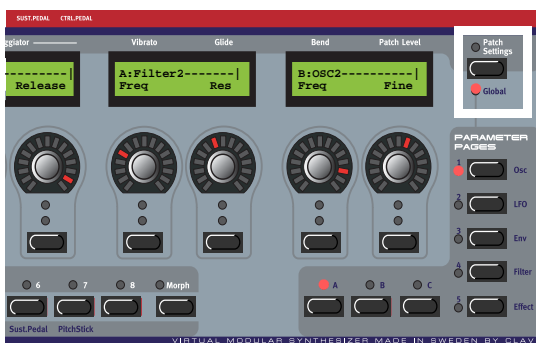 SUST.PEDAL CTRL.PEDAL
ggiator Vibrato Glide Bend Patch Level
Patch
Settings
-------| A:Filter2------| B:OSC2---------|
Release Freq Res Freq Fine
Global
PARAMETER
PAGES
1 Osc
2 LFO
3 Env
4 Filter
5 Effect
6 7 8 Morph A B C
Sust.Pedal PitchStick
VIRTUAL MODULAR SYNTHESIZER MADE IN SWEDEN BY CLAV